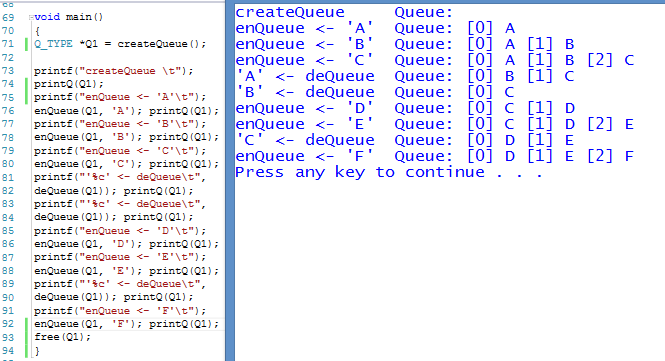 68
69 void main()
70 {
71 Q_TYPE *Q1 = createQueue();
72
73 printf("createQueue \t");
74 printQ(Q1);
75 printf("enQueue <- 'A'\t");
76 enQueue(Q1, 'A'); printQ(Q1);
77 printf("enQueue <- 'B'\t");
78 enQueue(Q1, 'B'); printQ(Q1);
79 printf("enQueue <- 'C'\t");
80 enQueue(Q1, 'C'); printQ(Q1);
81 printf("'%c' <- deQueue\t",
82 deQueue(Q1)); printQ(Q1);
83 printf("'%c' <- deQueue\t",
84 deQueue(Q1)); printQ(Q1);
85 printf("enQueue <- 'D'\t");
86 enQueue(Q1, 'D'); printQ(Q1);
87 printf("enQueue <- 'E'\t");
88 enQueue(Q1, 'E'); printQ(Q1);
89 printf("'%c' <- deQueue\t",
90 deQueue(Q1)); printQ(Q1);
91 printf("enQueue <- 'F'\t");
92 enQueue(Q1, 'F'); printQ(Q1);
93 free(Q1);
94 }
createQueue Queue:
enQueue <- 'A' Queue: [0] A
enQueue <- 'B' Queue: [0] A [1] B
enQueue <- 'C' Queue: [0] A [1] B [2] C
'A' <- deQueue Queue: [0] B [1] C
'B' <- deQueue Queue: [0] C
enQueue <- 'D' Queue: [0] C [1] D
enQueue <- 'E' Queue: [0] C [1] D [2] E
'C' <- deQueue Queue: [0] D [1] E
enQueue <- 'F' Queue: [0] D [1] E [2] F
Press any key to continue . . .